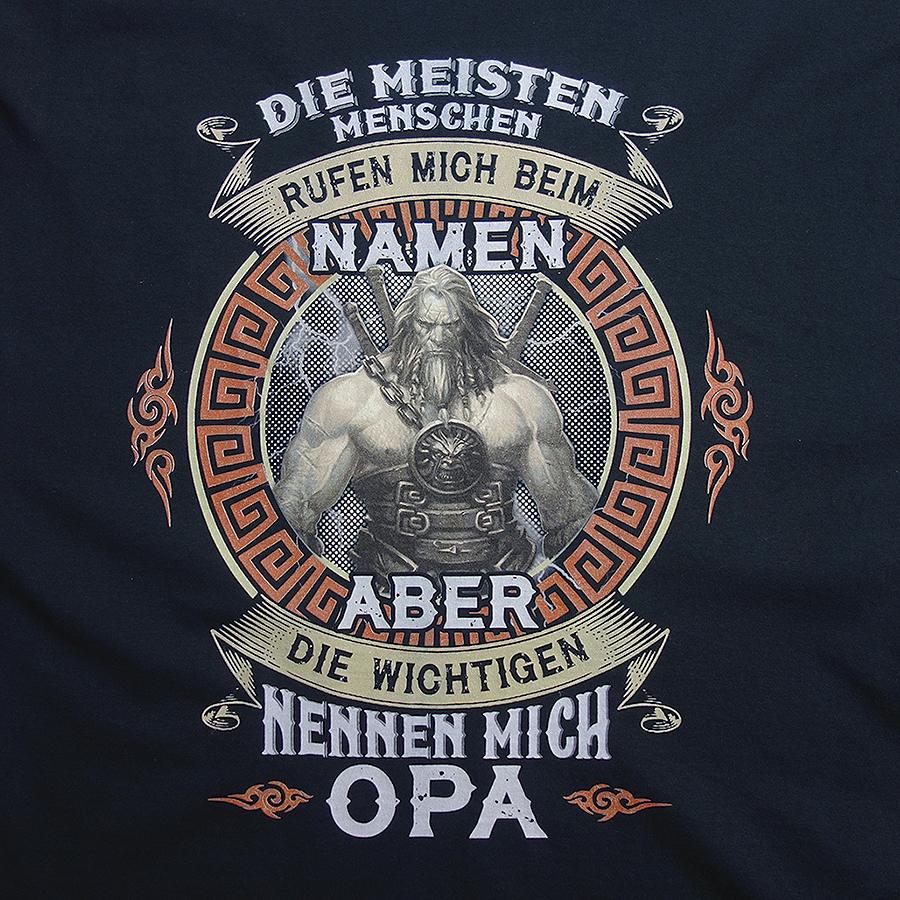 DIE MEISTEN
MENSCHEN
RUFEN MICH BEIM
NAMEN
ABER
DIE WICHTIGEN
NENNEN MICH
OPA